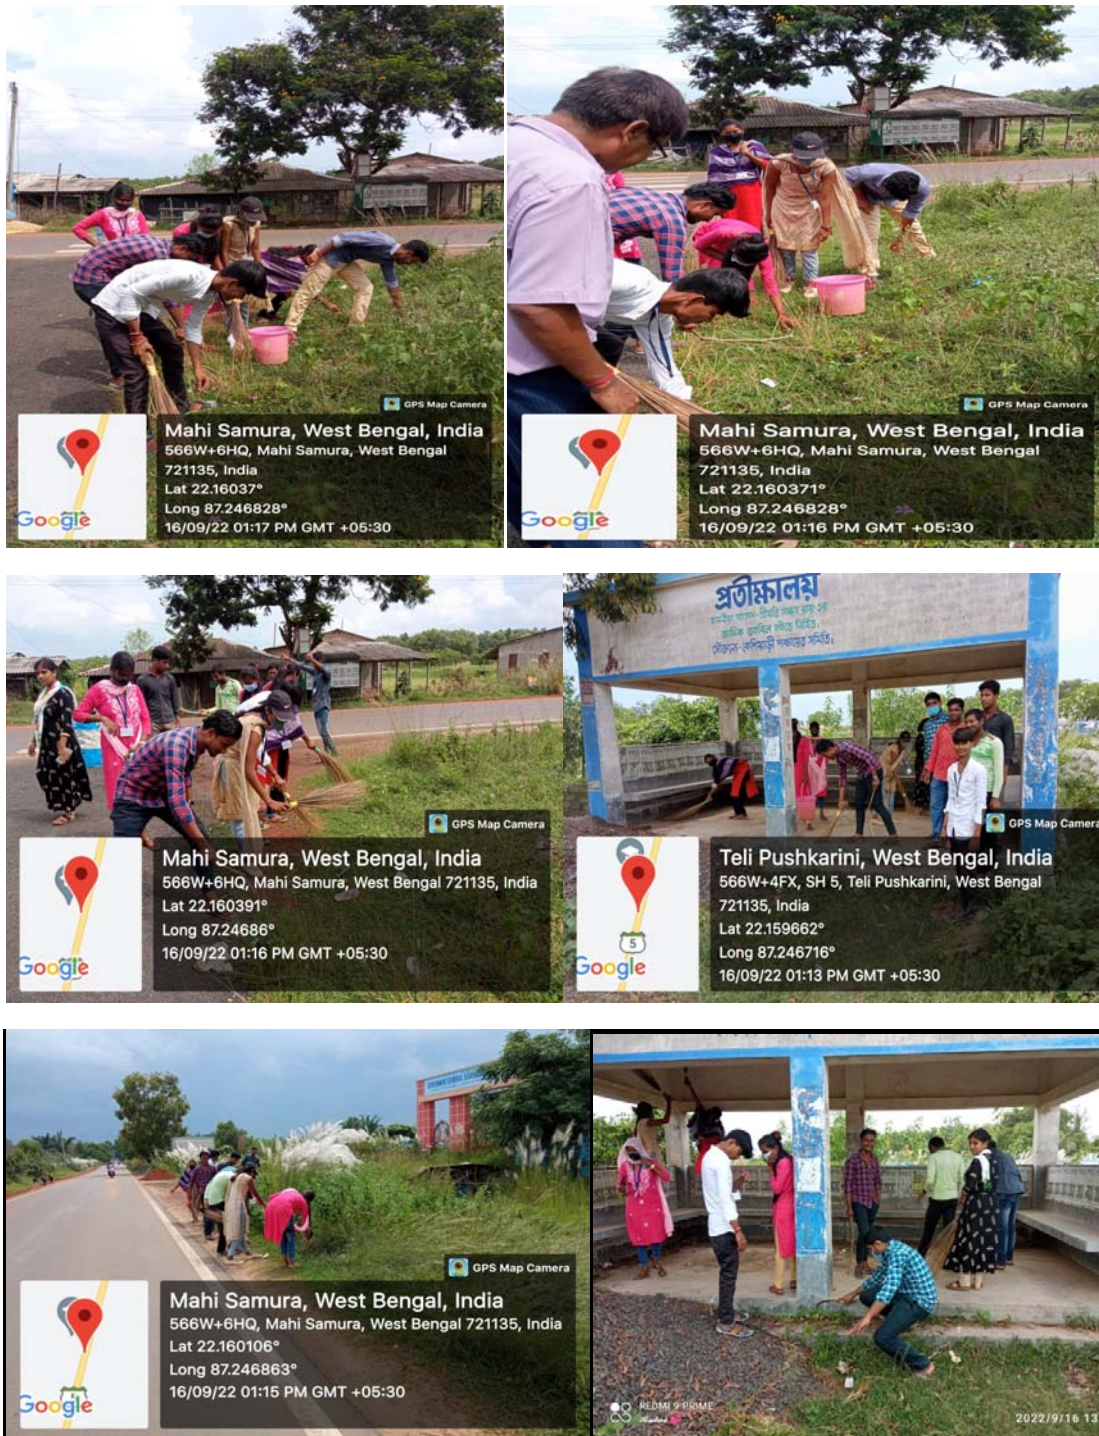 GPS Map Camera
Mahi Samura, West Bengal, India
566W+6HQ, Mahi Samura, West Bengal
721135, India
Lat 22.16037°
Long 87.246828°
16/09/22 01:17 PM GMT +05:30
Google
GPS Map Camera
Mahi Samura, West Bengal, India
566W+6HQ, Mahi Samura, West Bengal
721135, India
Lat 22.160371°
Long 87.246828°
16/09/22 01:16 PM GMT +05:30
Google
GPS Map Camera
Mahi Samura, West Bengal, India
566W+6HQ, Mahi Samura, West Bengal 721135, India
Lat 22.160391°
Long 87.24686°
16/09/22 01:16 PM GMT +05:30
Google
প্রতীক্ষালয়
সৌজন্যে-কেশিয়াড়ী পঞ্চায়েত সমিতি।
GPS Map Camera
Teli Pushkarini, West Bengal, India
566W+4FX, SH 5, Teli Pushkarini, West Bengal
721135, India
Lat 22.159662°
Long 87.246716°
16/09/22 01:13 PM GMT +05:30
5
Google
GPS Map Camera
Mahi Samura, West Bengal, India
566W+6HQ, Mahi Samura, West Bengal 721135, India
Lat 22.160106°
Long 87.246863°
16/09/22 01:15 PM GMT +05:30
Google
REDMI 9 PRIME
2022/9/16 13